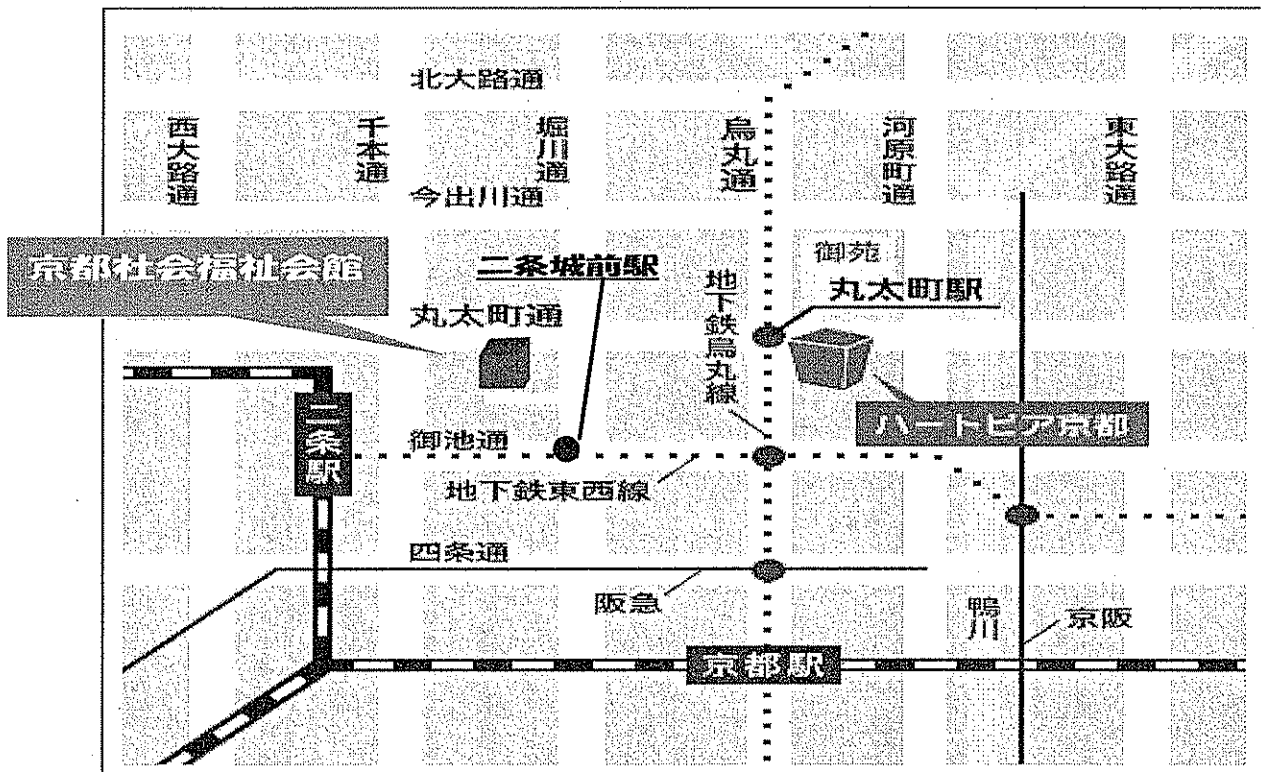 北大路通
西大路通
千本通
堀川通
烏丸通
河原町通
東大路通
今出川通
京都社会福祉会館
二条城前駅
御苑
丸太町駅
丸太町通
地下鉄烏丸線
二条駅
御池通
ハートピア京都
地下鉄東西線
四条通
阪急
鴨川
京阪
京都駅